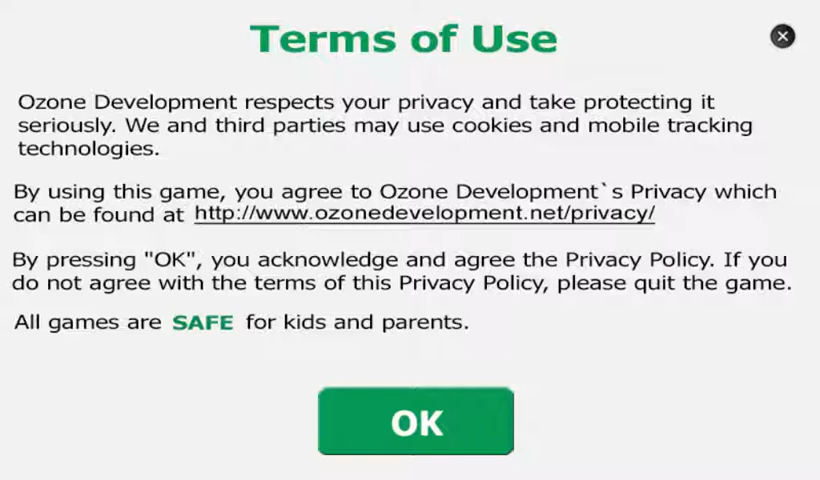 Terms of Use
Ozone Development respects your privacy and take protecting it
seriously. We and third parties may use cookies and mobile tracking
technologies.
By using this game, you agree to Ozone Development`s Privacy which
can be found at http://www.ozonedevelopment.net/privacy/
By pressing "OK", you acknowledge and agree the Privacy Policy. If you
do not agree with the terms of this Privacy Policy, please quit the game.
All games are SAFE for kids and parents.
OK